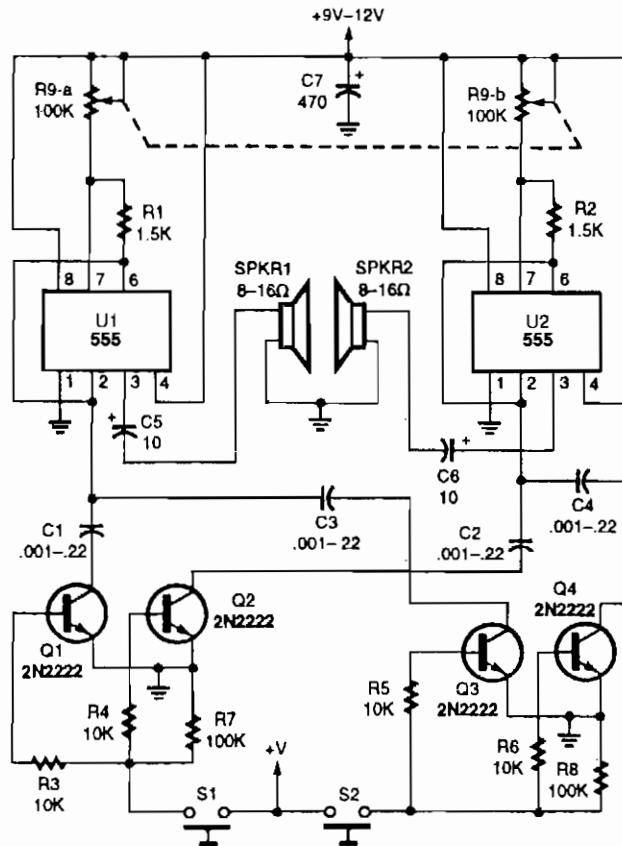 +9V–12V
R9-a
100K
C7
470
+
R9-b
100K
R1
1.5K
R2
1.5K
SPKR1
8–16Ω
SPKR2
8–16Ω
8 7 6
U1
555
1 2 3 4
8 7 6
U2
555
1 2 3 4
+
C5
10
+
C6
10
C4
.001–.22
C1
.001–.22
C3
.001–.22
C2
.001–.22
Q1
2N2222
Q2
2N2222
Q3
2N2222
Q4
2N2222
R4
10K
R7
100K
R5
10K
R6
10K
R8
100K
R3
10K
+V
S1
S2